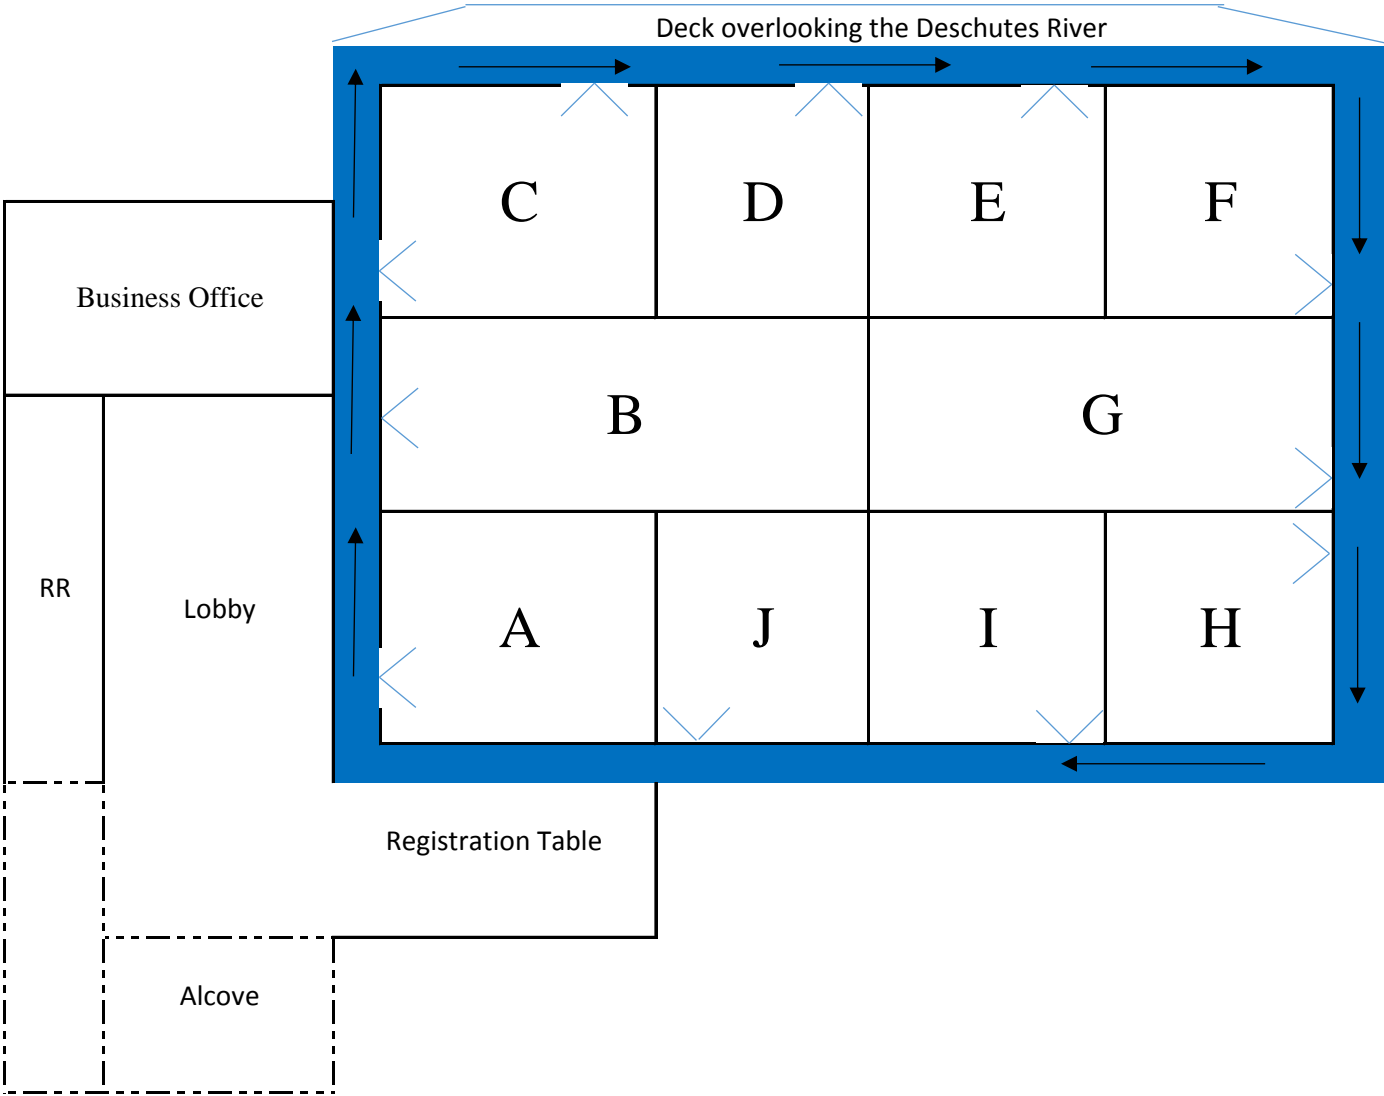 Deck overlooking the Deschutes River
C
D
E
F
Business Office
B
G
RR
Lobby
A
J
I
H
Registration Table
Alcove